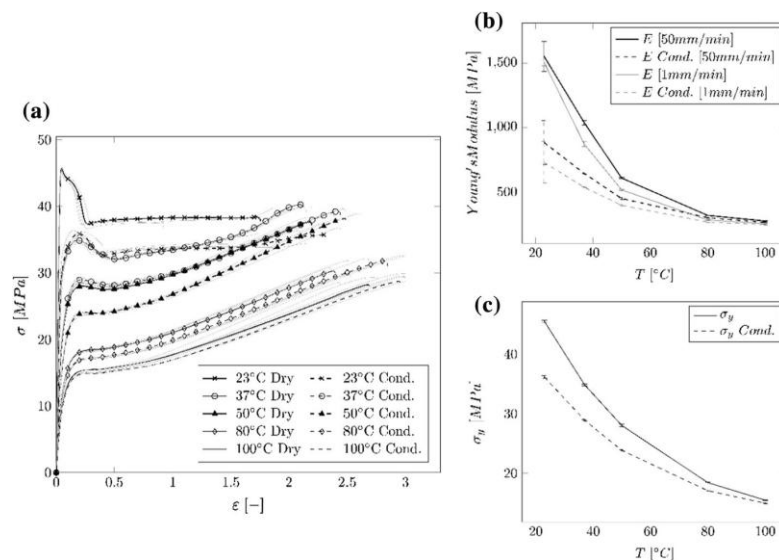 (a)
50
40
30
20
10
0
σ [MPa]
0
0.5
1
1.5
2
2.5
3
ε [−]
23°C Dry
23°C Cond.
37°C Dry
37°C Cond.
50°C Dry
50°C Cond.
80°C Dry
80°C Cond.
100°C Dry
100°C Cond.
(b)
E [50mm/min]
E Cond. [50mm/min]
E [1mm/min]
E Cond. [1mm/min]
1,500
1,000
500
Young'sModulus [MPa]
20
40
60
80
100
T [°C]
(c)
σy
σy Cond.
40
30
20
σy [MPa]
20
40
60
80
100
T [°C]